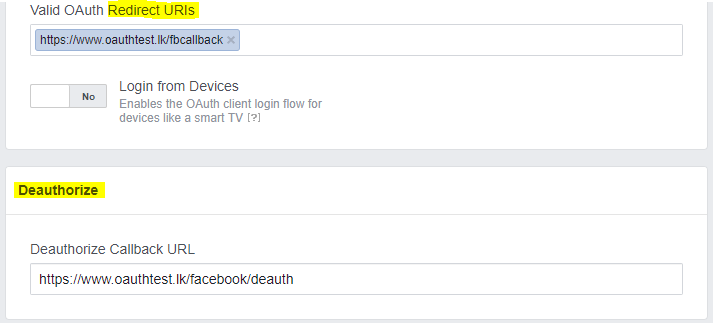 Valid OAuth Redirect URIs
https://www.oauthtest.lk/fbcallback ×
No
Login from Devices
Enables the OAuth client login flow for
devices like a smart TV [?]
Deauthorize
Deauthorize Callback URL
https://www.oauthtest.lk/facebook/deauth